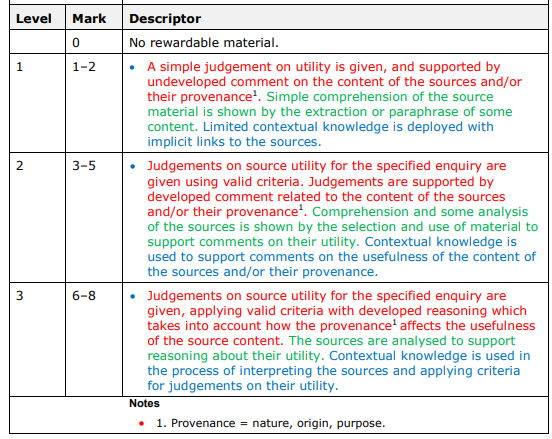 Level Mark Descriptor
0 No rewardable material.
1 1–2 • A simple judgement on utility is given, and supported by
undeveloped comment on the content of the sources and/or
their provenance¹. Simple comprehension of the source
material is shown by the extraction or paraphrase of some
content. Limited contextual knowledge is deployed with
implicit links to the sources.
2 3–5 • Judgements on source utility for the specified enquiry are
given using valid criteria. Judgements are supported by
developed comment related to the content of the sources
and/or their provenance¹. Comprehension and some analysis
of the sources is shown by the selection and use of material to
support comments on their utility. Contextual knowledge is
used to support comments on the usefulness of the content of
the sources and/or their provenance.
3 6–8 • Judgements on source utility for the specified enquiry are
given, applying valid criteria with developed reasoning which
takes into account how the provenance¹ affects the usefulness
of the source content. The sources are analysed to support
reasoning about their utility. Contextual knowledge is used in
the process of interpreting the sources and applying criteria
for judgements on their utility.
Notes
• 1. Provenance = nature, origin, purpose.